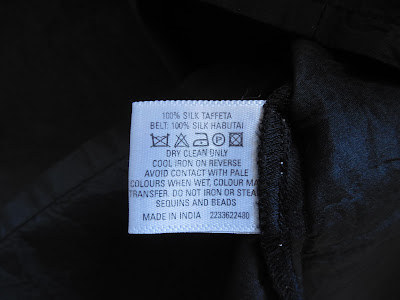 100% SILK TAFFETA
BELT: 100% SILK HABUTAI
DRY CLEAN ONLY
COOL IRON ON REVERSE
AVOID CONTACT WITH PALE
COLOURS WHEN WET, COLOUR MA
TRANSFER. DO NOT IRON OR STEA
SEQUINS AND BEADS
MADE IN INDIA 2233622480